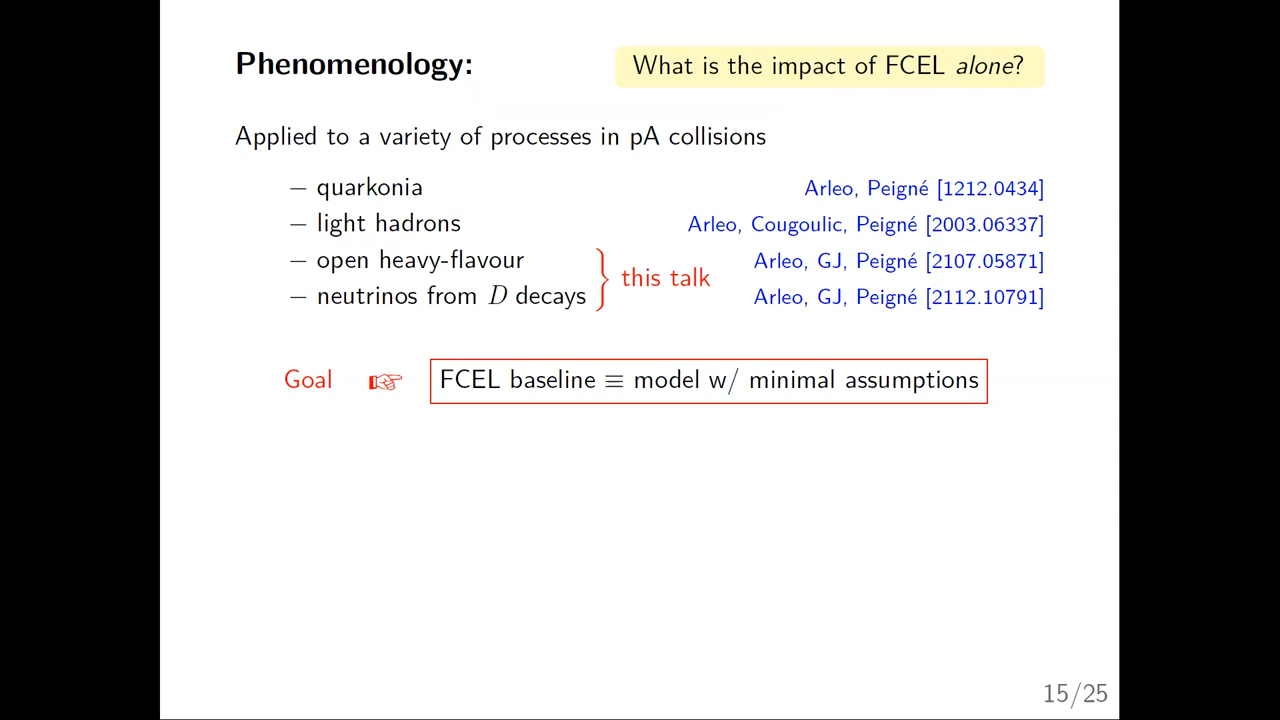 Phenomenology: What is the impact of FCEL alone?
Applied to a variety of processes in pA collisions
– quarkonia Arleo, Peigné [1212.0434]
– light hadrons Arleo, Cougoulic, Peigné [2003.06337]
– open heavy-flavour Arleo, GJ, Peigné [2107.05871]
this talk
– neutrinos from D decays Arleo, GJ, Peigné [2112.10791]
Goal ☞ FCEL baseline ≡ model w/ minimal assumptions
15/25